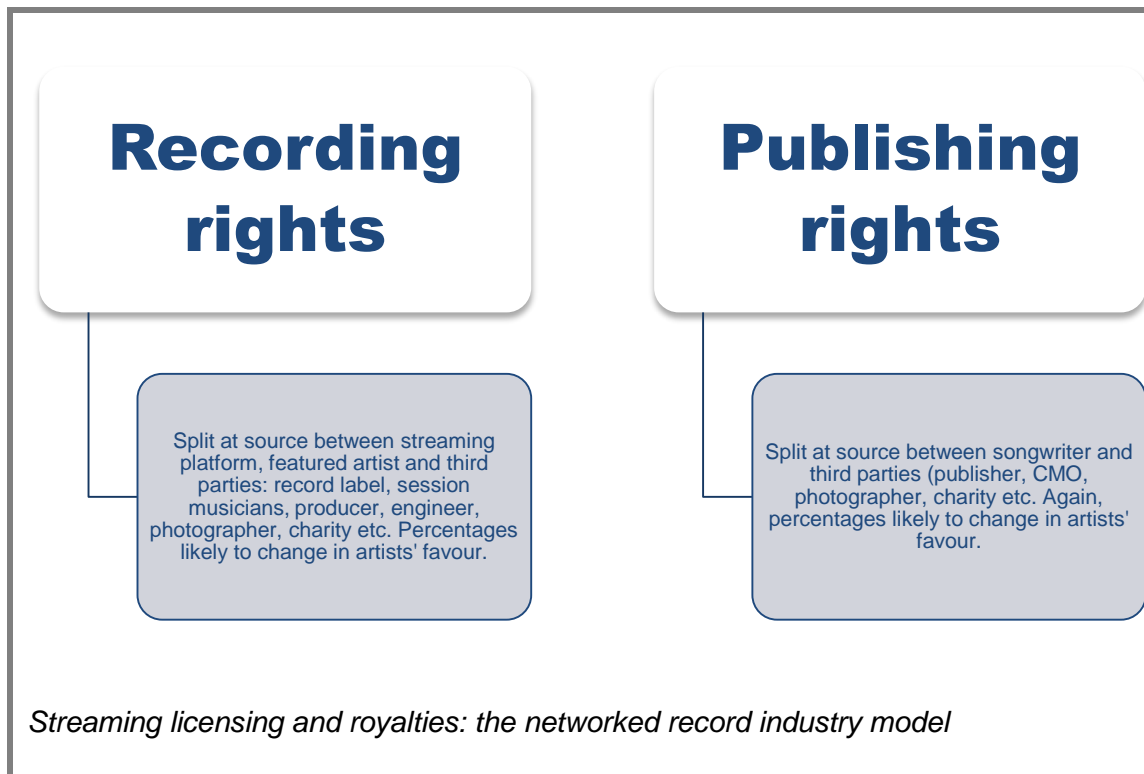 Recording
rights
Split at source between streaming
platform, featured artist and third
parties: record label, session
musicians, producer, engineer,
photographer, charity etc. Percentages
likely to change in artists' favour.
Publishing
rights
Split at source between songwriter and
third parties (publisher, CMO,
photographer, charity etc. Again,
percentages likely to change in artists'
favour.
Streaming licensing and royalties: the networked record industry model